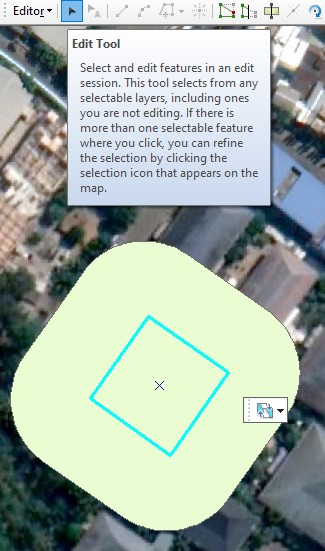 Editor
Edit Tool
Select and edit features in an edit
session. This tool selects from any
selectable layers, including ones
you are not editing. If there is
more than one selectable feature
where you click, you can refine
the selection by clicking the
selection icon that appears on the
map.